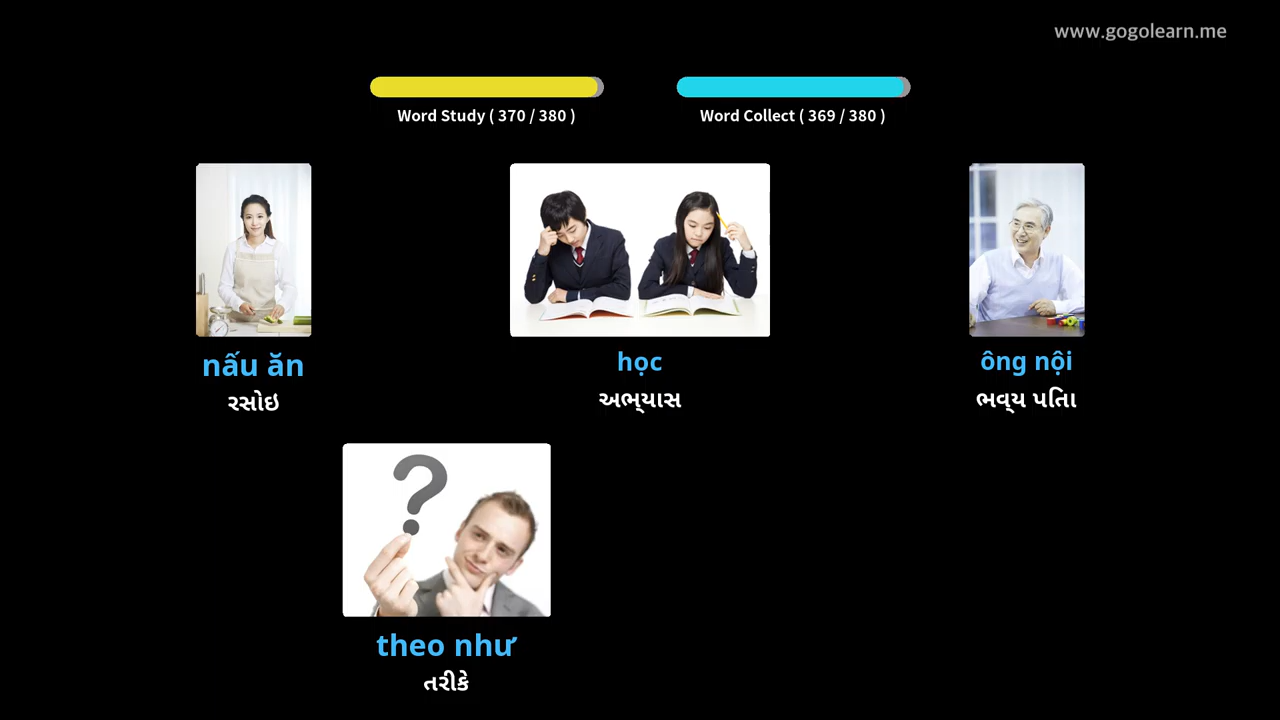 www.gogolearn.me
Word Study ( 370 / 380 )
Word Collect ( 369 / 380 )
nấu ăn
રસોઇ
học
અભ્યાસ
ông nội
ભવ્ય પિતા
theo như
તરીકે